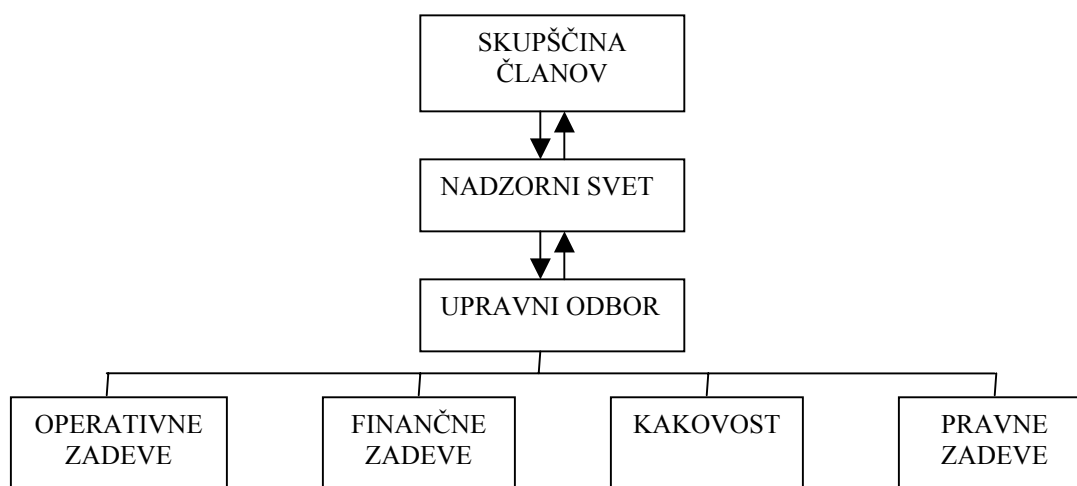 SKUPŠČINA
ČLANOV
NADZORNI SVET
UPRAVNI ODBOR
OPERATIVNE
ZADEVE
FINANČNE
ZADEVE
KAKOVOST
PRAVNE
ZADEVE